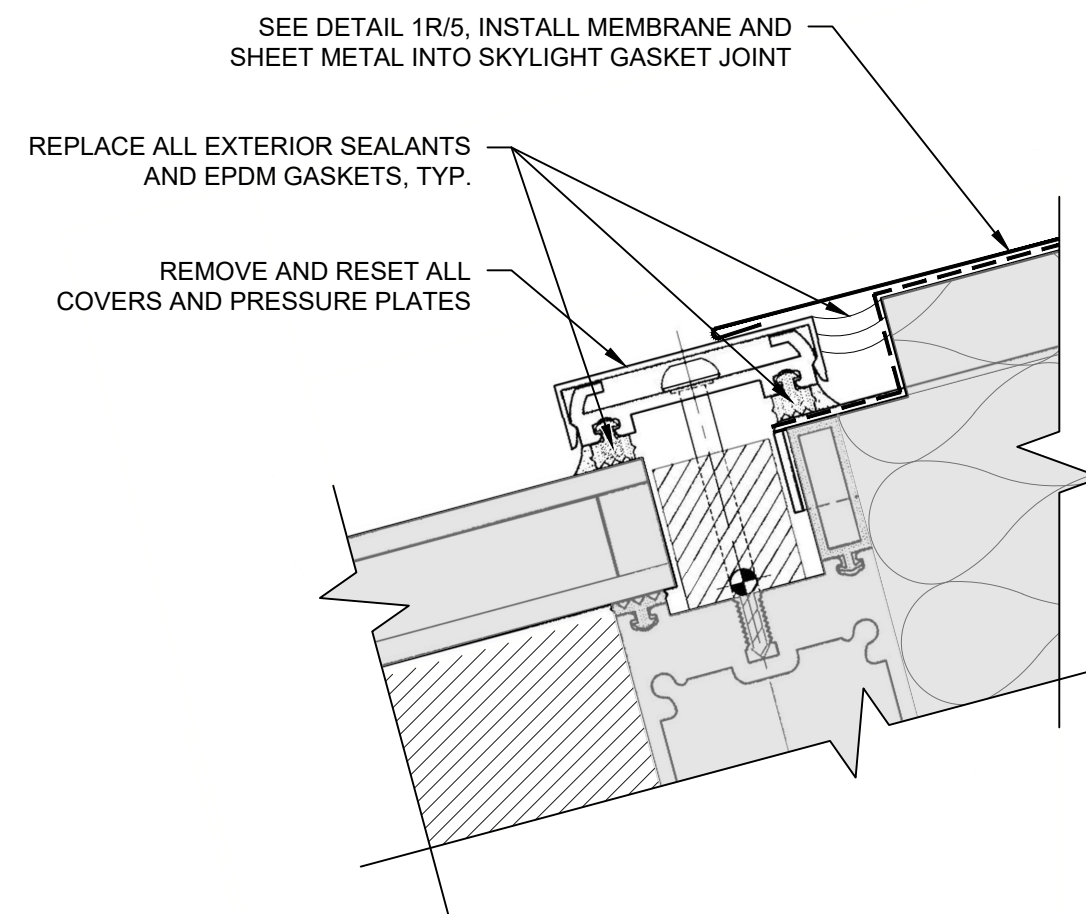 SEE DETAIL 1R/5, INSTALL MEMBRANE AND
SHEET METAL INTO SKYLIGHT GASKET JOINT
REPLACE ALL EXTERIOR SEALANTS
AND EPDM GASKETS, TYP.
REMOVE AND RESET ALL
COVERS AND PRESSURE PLATES